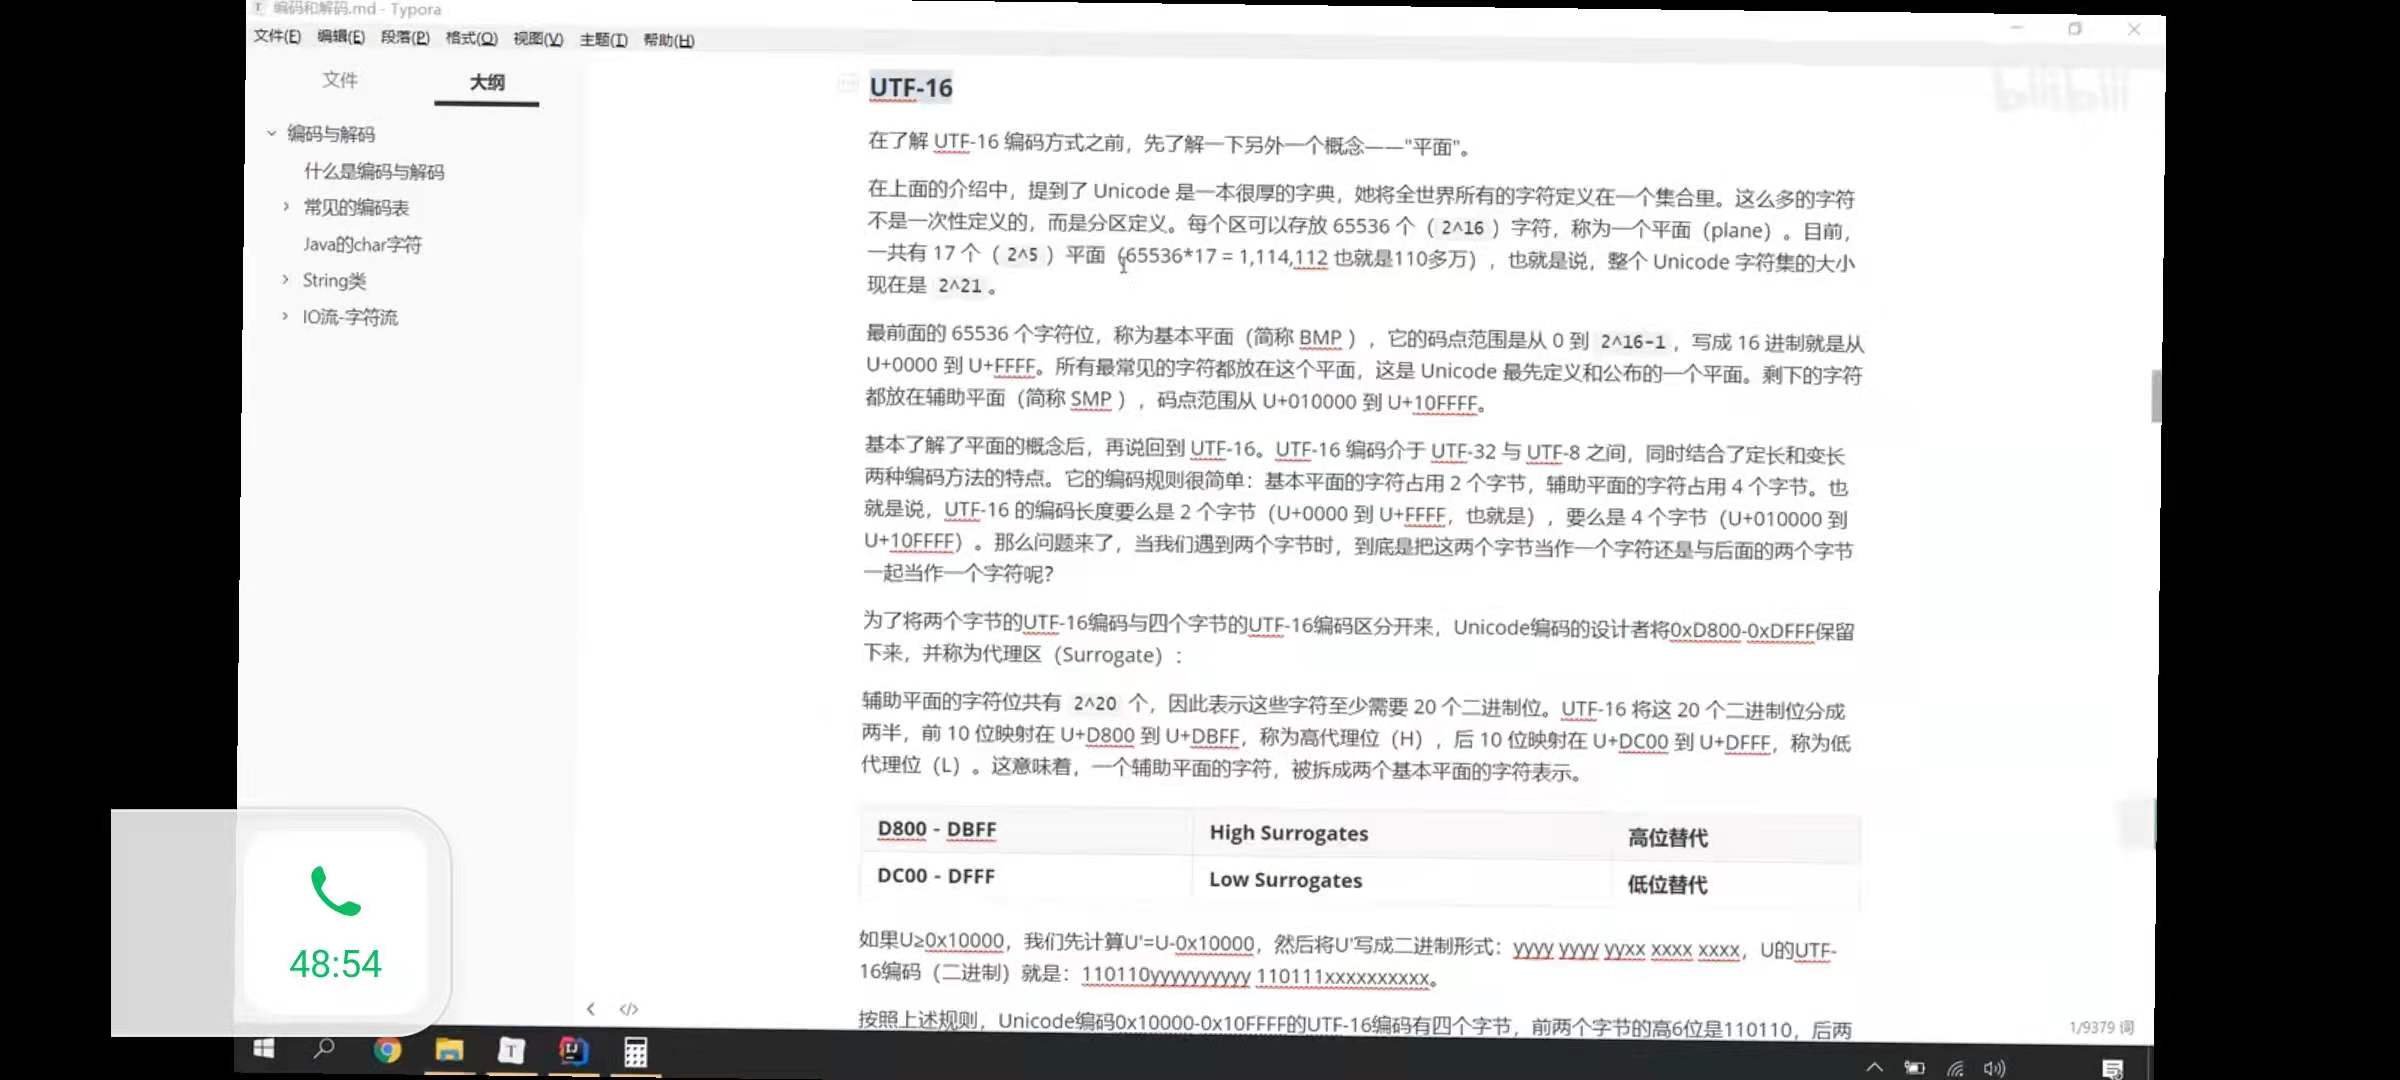 编码和解码.md - Typora
文件(F) 编辑(E) 段落(P) 格式(O) 视图(V) 主题(T) 帮助(H)
文件 大纲
编码与解码
什么是编码与解码
常见的编码表
Java的char字符
String类
IO流-字符流
bilibili
UTF-16
在了解 UTF-16 编码方式之前，先了解一下另外一个概念——"平面"。
在上面的介绍中，提到了 Unicode 是一本很厚的字典，她将全世界所有的字符定义在一个集合里。这么多的字符
不是一次性定义的，而是分区定义。每个区可以存放 65536 个（ 2^16 ）字符，称为一个平面（plane）。目前，
一共有 17 个（ 2^5 ）平面（65536*17 = 1,114,112 也就是110多万），也就是说，整个 Unicode 字符集的大小
现在是 2^21 。
最前面的 65536 个字符位，称为基本平面（简称 BMP ），它的码点范围是从 0 到 2^16-1 ，写成 16 进制就是从
U+0000 到 U+FFFF。所有最常见的字符都放在这个平面，这是 Unicode 最先定义和公布的一个平面。剩下的字符
都放在辅助平面（简称 SMP ），码点范围从 U+010000 到 U+10FFFF。
基本了解了平面的概念后，再说回到 UTF-16。UTF-16 编码介于 UTF-32 与 UTF-8 之间，同时结合了定长和变长
两种编码方法的特点。它的编码规则很简单：基本平面的字符占用 2 个字节，辅助平面的字符占用 4 个字节。也
就是说，UTF-16 的编码长度要么是 2 个字节（U+0000 到 U+FFFF，也就是），要么是 4 个字节（U+010000 到
U+10FFFF）。那么问题来了，当我们遇到两个字节时，到底是把这两个字节当作一个字符还是与后面的两个字节
一起当作一个字符呢？
为了将两个字节的UTF-16编码与四个字节的UTF-16编码区分开来，Unicode编码的设计者将0xD800-0xDFFF保留
下来，并称为代理区（Surrogate）：
辅助平面的字符位共有 2^20 个，因此表示这些字符至少需要 20 个二进制位。UTF-16 将这 20 个二进制位分成
两半，前 10 位映射在 U+D800 到 U+DBFF，称为高代理位（H），后 10 位映射在 U+DC00 到 U+DFFF，称为低
代理位（L）。这意味着，一个辅助平面的字符，被拆成两个基本平面的字符表示。
D800 - DBFF High Surrogates 高位替代
DC00 - DFFF Low Surrogates 低位替代
如果U≥0x10000，我们先计算U'=U-0x10000，然后将U'写成二进制形式：yyyy yyyy yyxx xxxx xxxx，U的UTF-
16编码（二进制）就是：110110yyyyyyyyyy 110111xxxxxxxxxx。
按照上述规则，Unicode编码0x10000-0x10FFFF的UTF-16编码有四个字节，前两个字节的高6位是110110，后两
1/9379 词
48:54